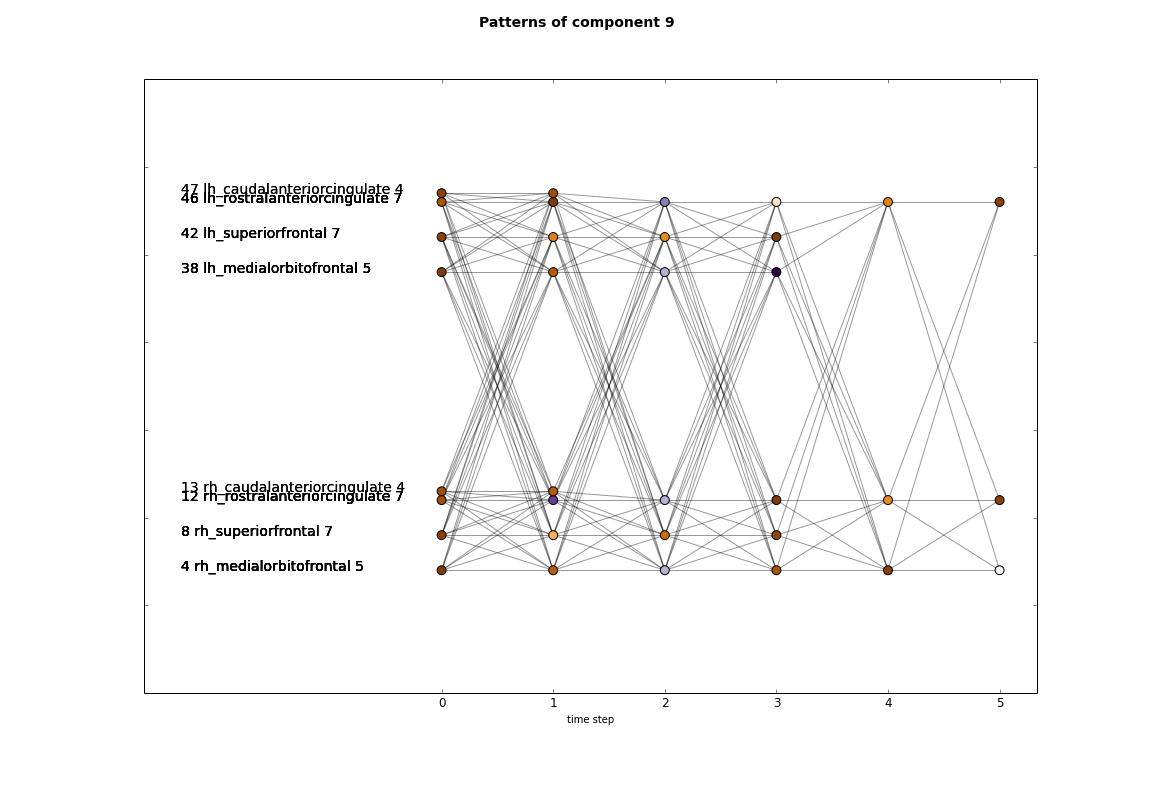 Patterns of component 9
47 lh_caudalanteriorcingulate 4
46 lh_rostralanteriorcingulate 7
42 lh_superiorfrontal 7
38 lh_medialorbitofrontal 5
13 rh_caudalanteriorcingulate 4
12 rh_rostralanteriorcingulate 7
8 rh_superiorfrontal 7
4 rh_medialorbitofrontal 5
0 1 2 3 4 5
time step